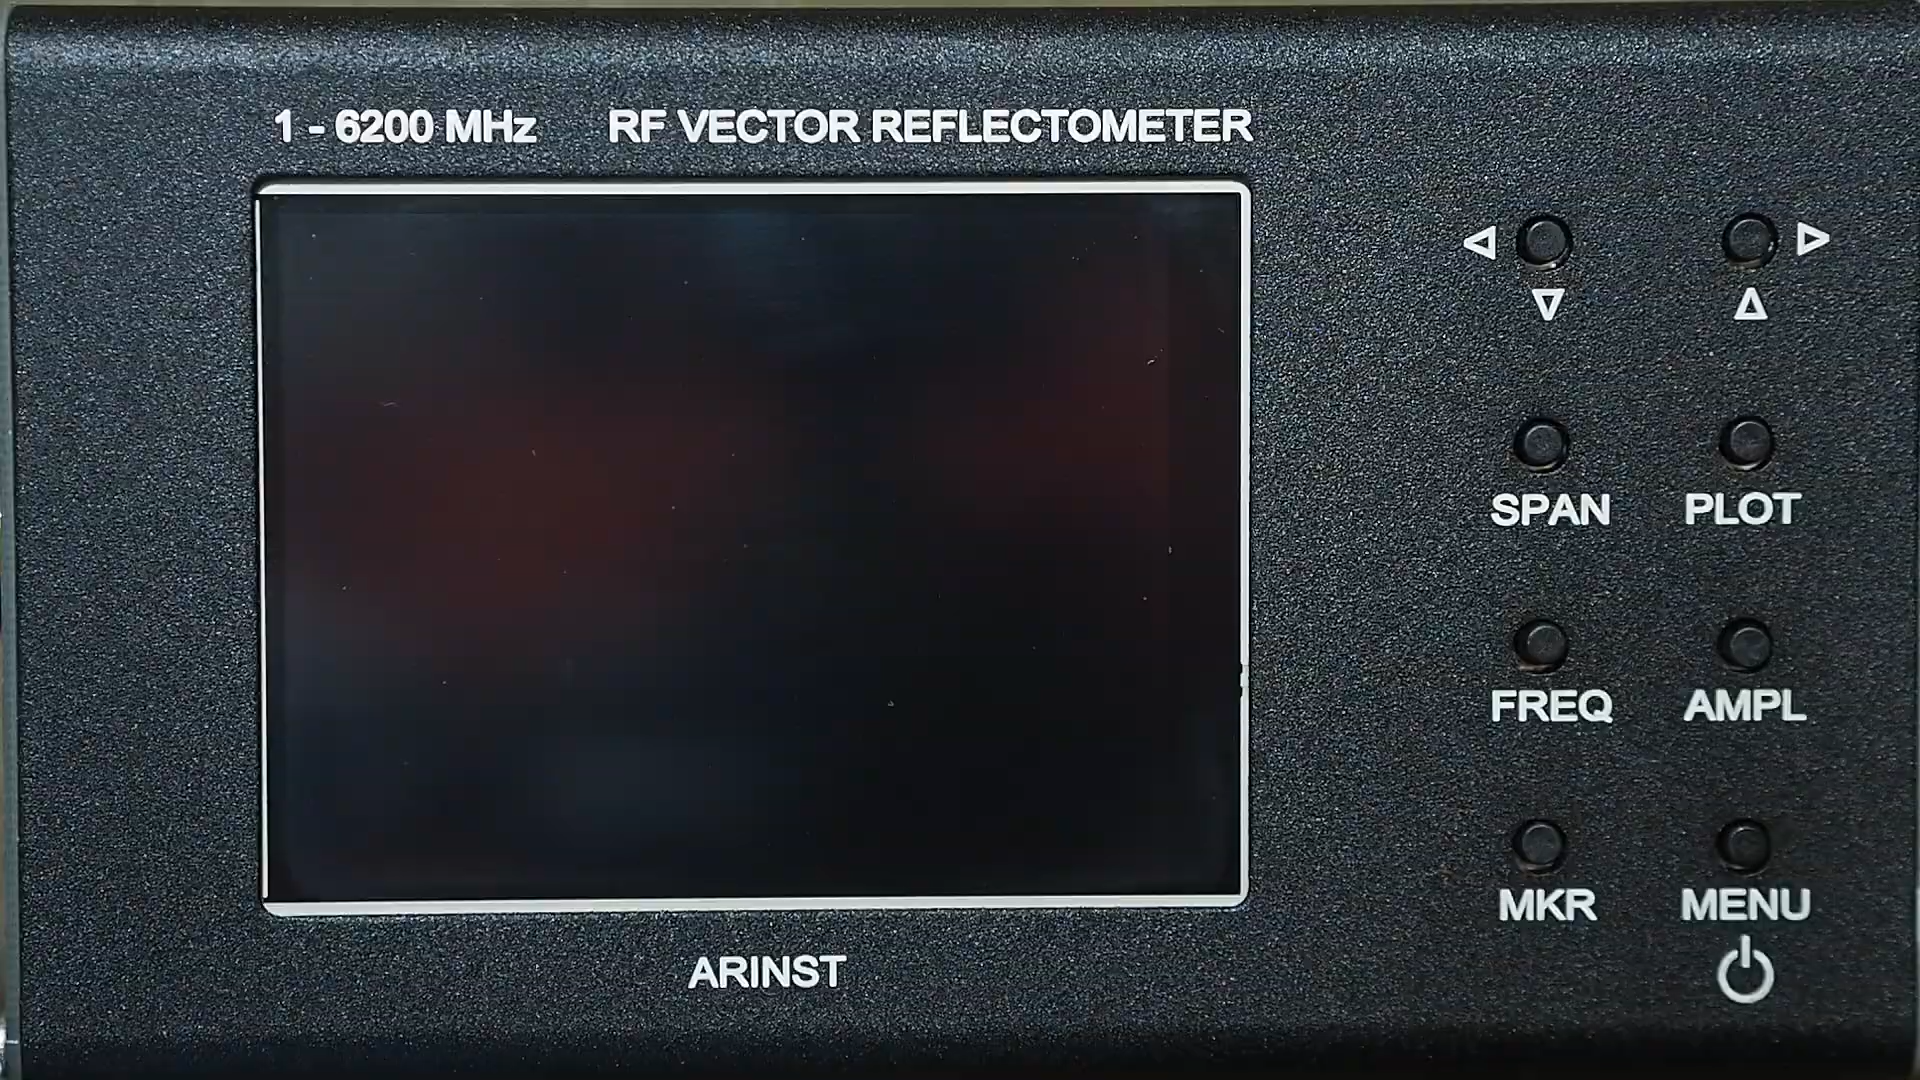 1 - 6200 MHz RF VECTOR REFLECTOMETER
SPAN PLOT
FREQ AMPL
MKR MENU
ARINST